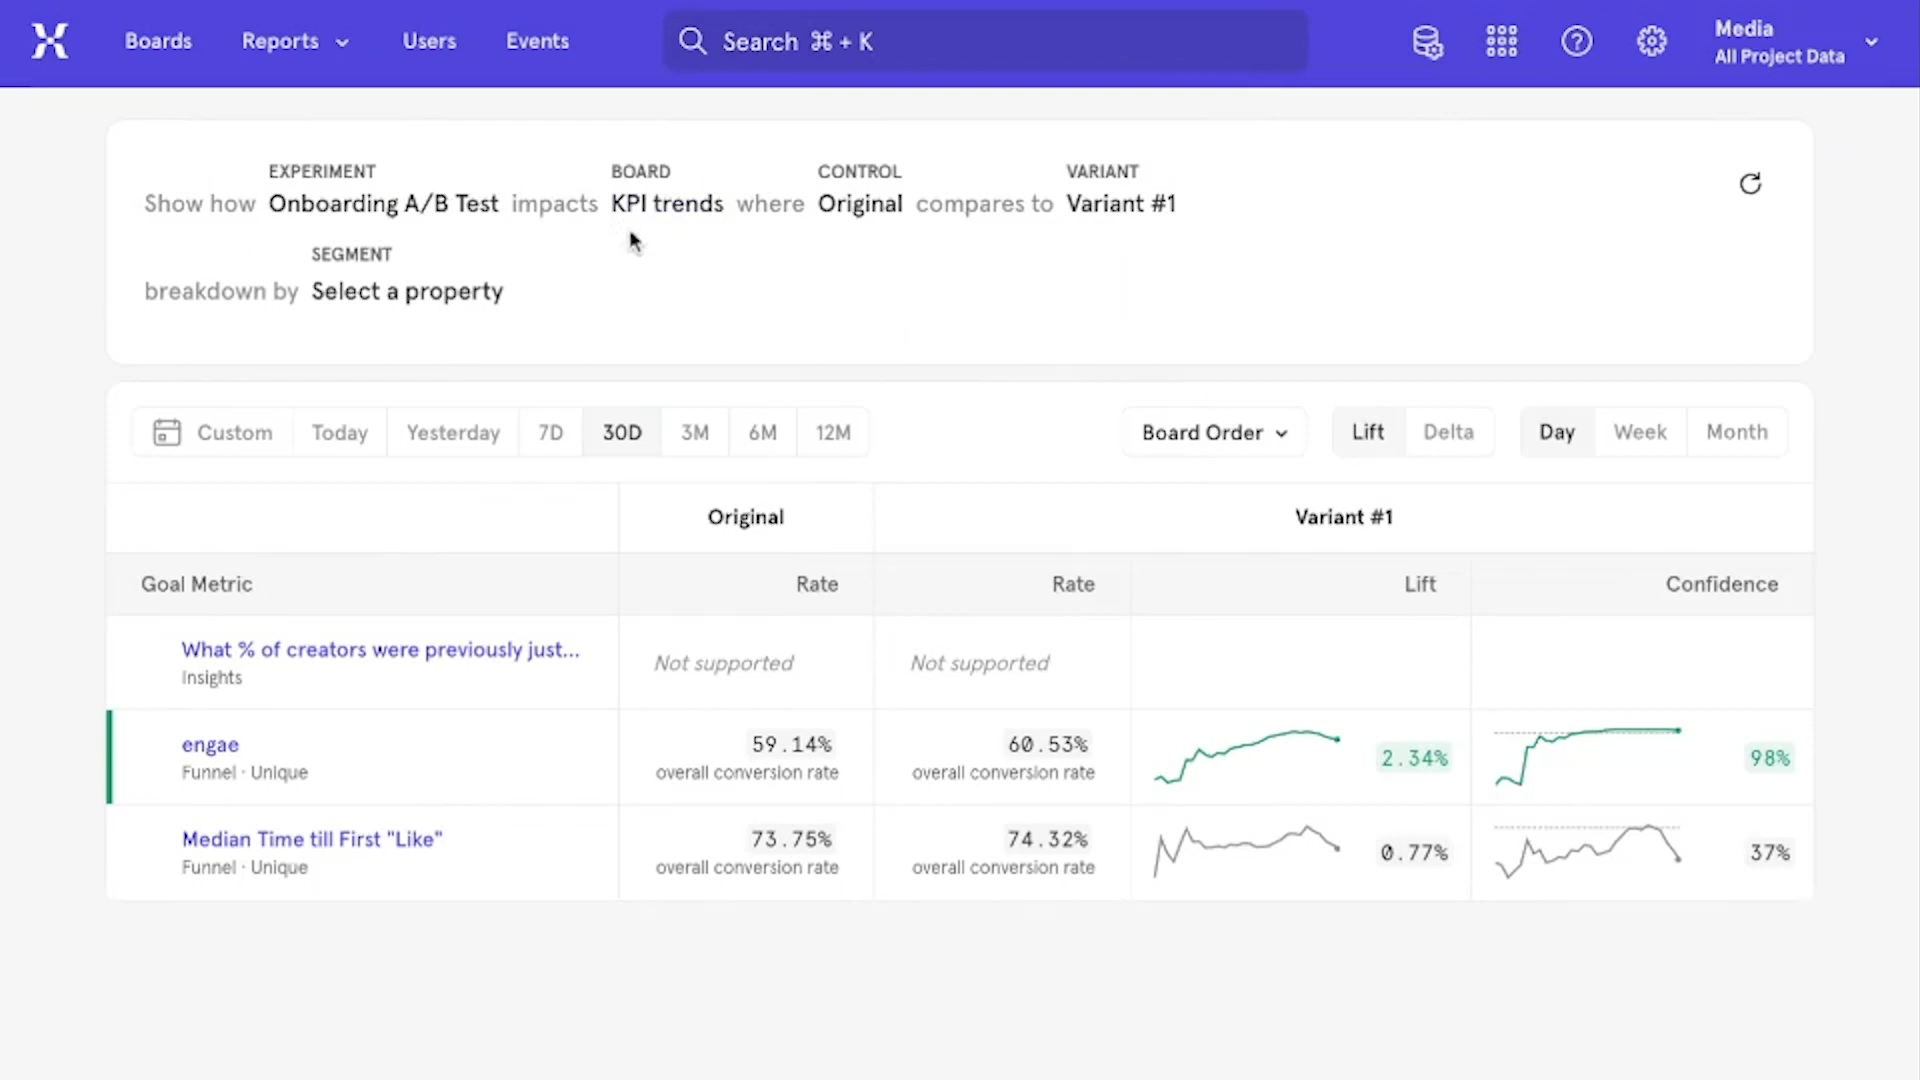 Boards Reports Users Events Search ⌘ + K Media
All Project Data
EXPERIMENT BOARD CONTROL VARIANT
Show how Onboarding A/B Test impacts KPI trends where Original compares to Variant #1
SEGMENT
breakdown by Select a property
Custom Today Yesterday 7D 30D 3M 6M 12M Board Order Lift Delta Day Week Month
Original Variant #1
Goal Metric Rate Rate Lift Confidence
What % of creators were previously just...
Insights
Not supported Not supported
engae 59.14% 60.53% 2.34% 98%
Funnel · Unique overall conversion rate overall conversion rate
Median Time till First "Like" 73.75% 74.32% 0.77% 37%
Funnel · Unique overall conversion rate overall conversion rate